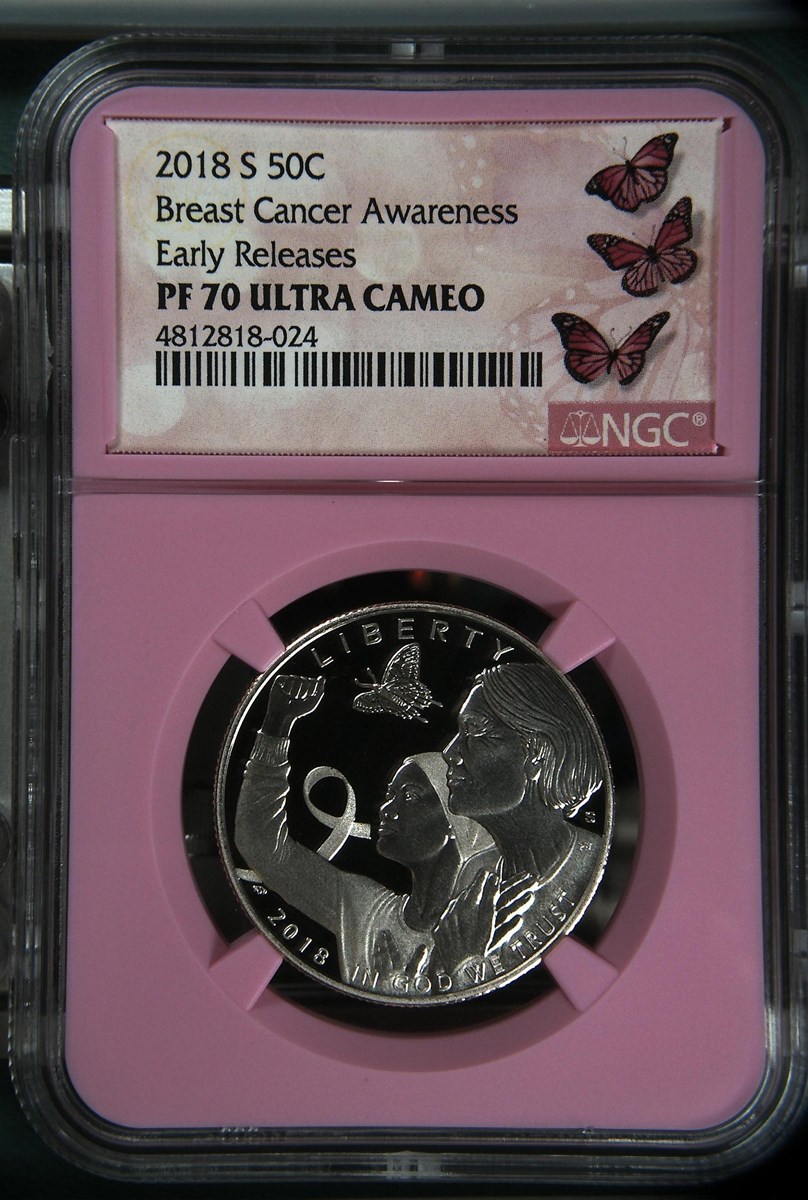 2018 S 50C
Breast Cancer Awareness
Early Releases
PF 70 ULTRA CAMEO
4812818-024
NGC®
LIBERTY
S
2018
IN GOD WE TRUST